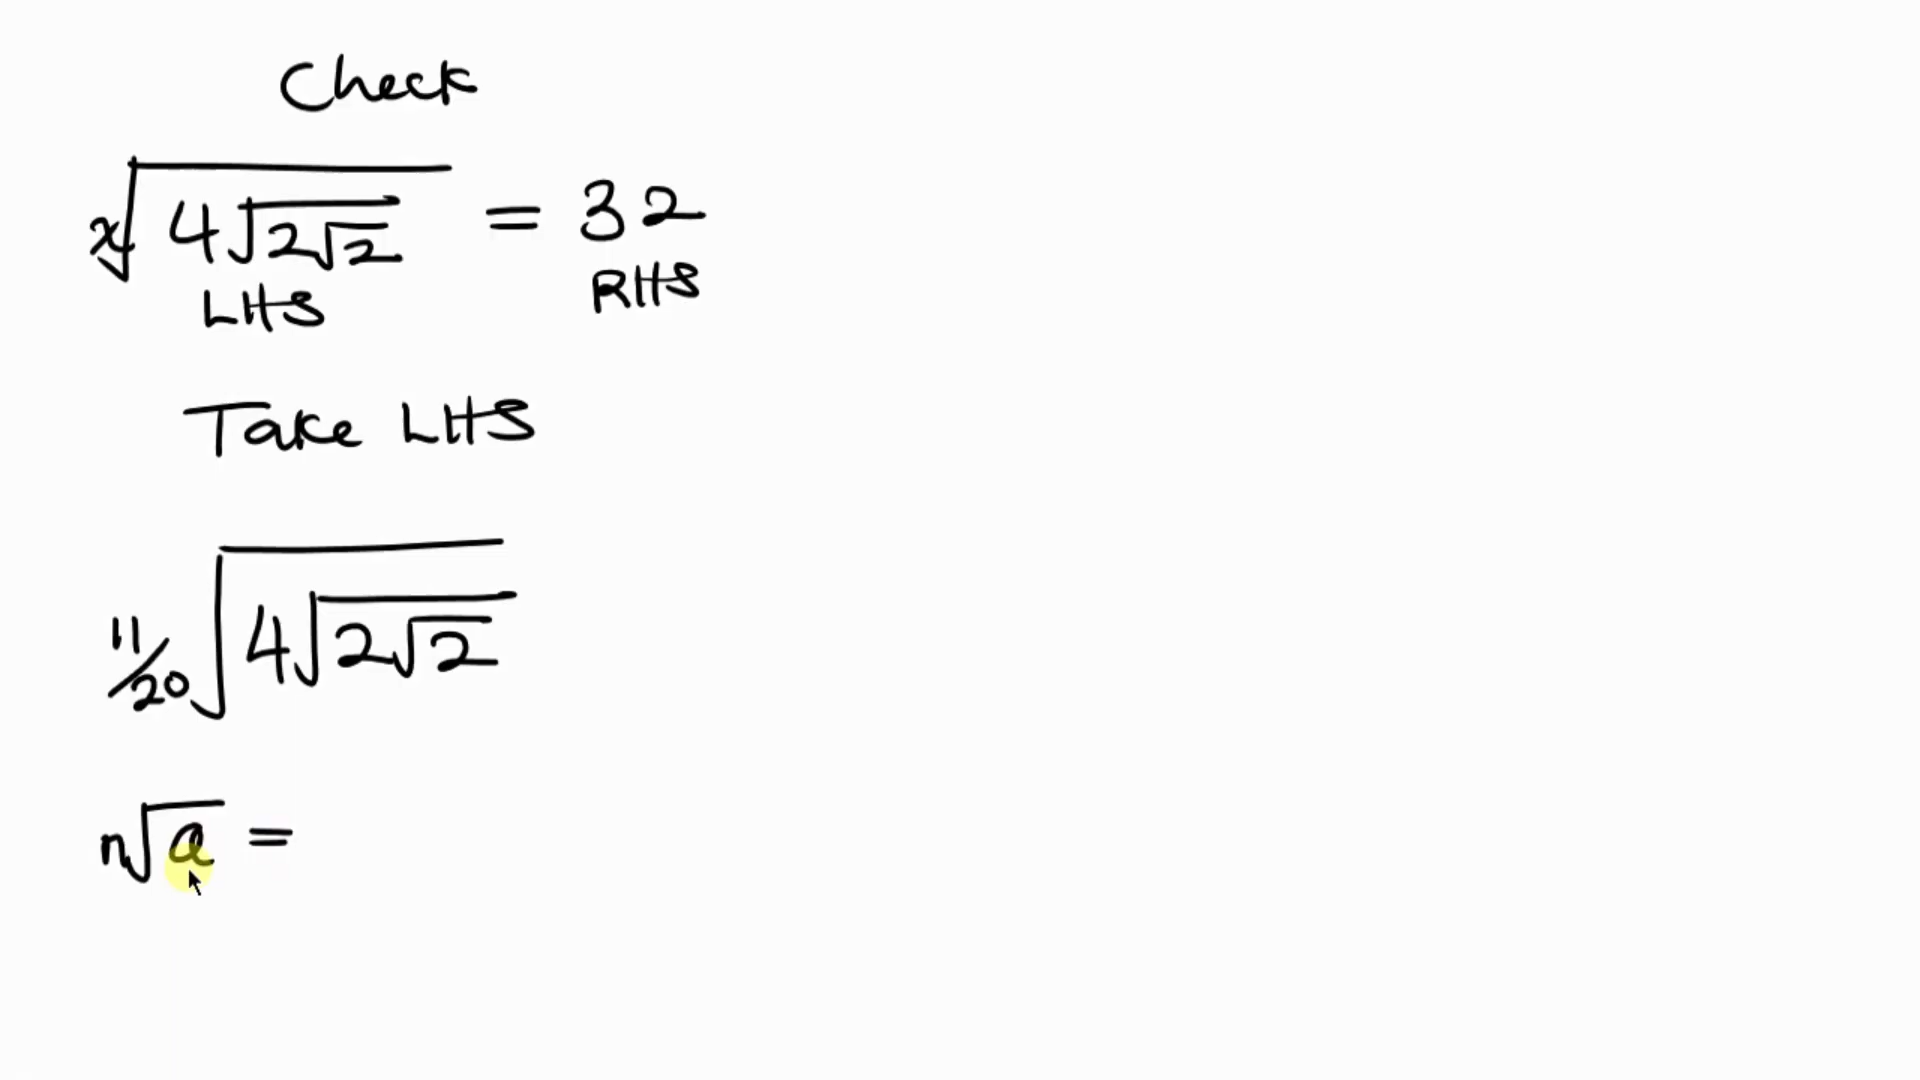 Check
ˣ√(4√(2√2)) = 32
LHS RHS
Take LHS
¹¹/²⁰√(4√(2√2))
ⁿ√a =